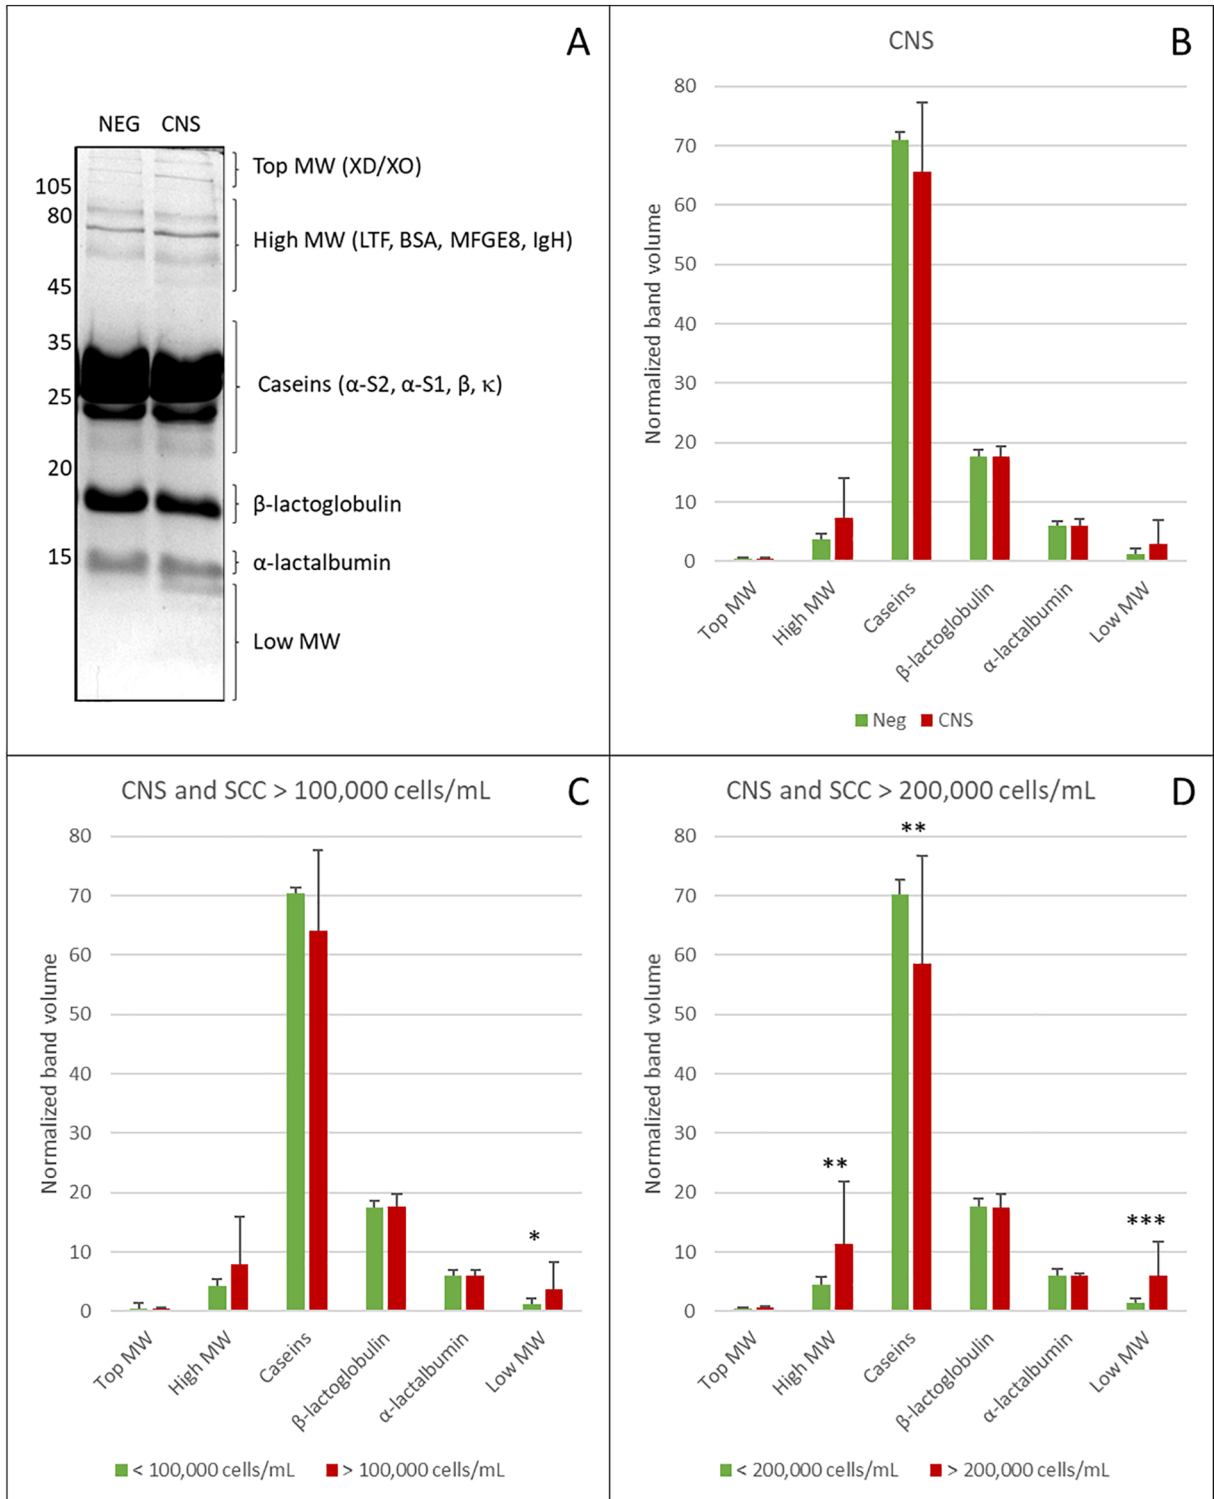 A
NEG CNS
105
80
45
35
25
20
15
Top MW (XD/XO)
High MW (LTF, BSA, MFGE8, IgH)
Caseins (α-S2, α-S1, β, κ)
β-lactoglobulin
α-lactalbumin
Low MW
B
CNS
Normalized band volume
80
70
60
50
40
30
20
10
0
Top MW
High MW
Caseins
β-lactoglobulin
α-lactalbumin
Low MW
Neg CNS
C
CNS and SCC > 100,000 cells/mL
Normalized band volume
80
70
60
50
40
30
20
10
0
*
Top MW
High MW
Caseins
β-lactoglobulin
α-lactalbumin
Low MW
< 100,000 cells/mL > 100,000 cells/mL
D
CNS and SCC > 200,000 cells/mL
Normalized band volume
80
70
60
50
40
30
20
10
0
**
**
***
Top MW
High MW
Caseins
β-lactoglobulin
α-lactalbumin
Low MW
< 200,000 cells/mL > 200,000 cells/mL